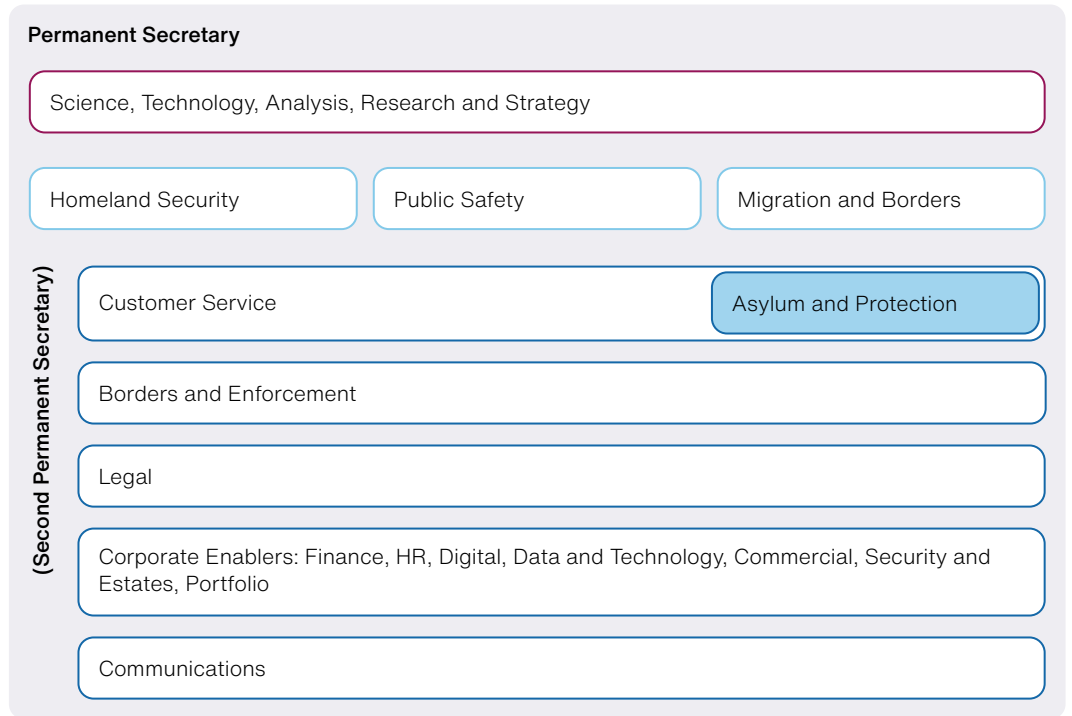 Permanent Secretary
Science, Technology, Analysis, Research and Strategy
Homeland Security
Public Safety
Migration and Borders
(Second Permanent Secretary)
Customer Service
Asylum and Protection
Borders and Enforcement
Legal
Corporate Enablers: Finance, HR, Digital, Data and Technology, Commercial, Security and
Estates, Portfolio
Communications